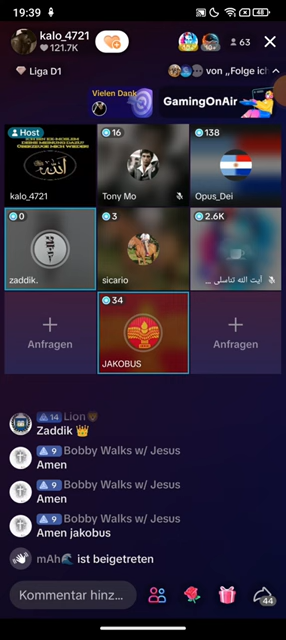 19:39
48
kalo_4721
121.7K
63
Liga D1
von „Folge ich
Vielen Dank
GamingOnAir
Host
kalo_4721
16
Tony Mo
138
Opus_Dei
0
zaddik.
3
sicario
2.6K
آيت الله تناسلي ...
Anfragen
34
JAKOBUS
Anfragen
14 Lion
Zaddik
9 Bobby Walks w/ Jesus
Amen
9 Bobby Walks w/ Jesus
Amen
9 Bobby Walks w/ Jesus
Amen jakobus
mAh ist beigetreten
Kommentar hinz...
44